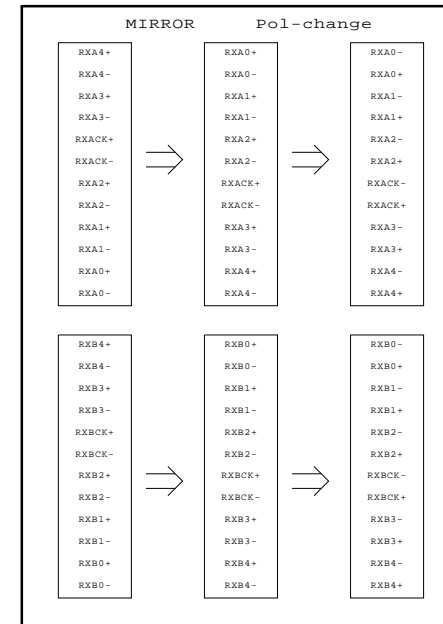 MIRROR Pol-change
RXA4+ RXA0+ RXA0-
RXA4- RXA0- RXA0+
RXA3+ RXA1+ RXA1-
RXA3- RXA1- RXA1+
RXACK+ RXA2+ RXA2-
RXACK- RXA2- RXA2+
RXA2+ RXACK+ RXACK-
RXA2- RXACK- RXACK+
RXA1+ RXA3+ RXA3-
RXA1- RXA3- RXA3+
RXA0+ RXA4+ RXA4-
RXA0- RXA4- RXA4+
RXB4+ RXB0+ RXB0-
RXB4- RXB0- RXB0+
RXB3+ RXB1+ RXB1-
RXB3- RXB1- RXB1+
RXBCK+ RXB2+ RXB2-
RXBCK- RXB2- RXB2+
RXB2+ RXBCK+ RXBCK-
RXB2- RXBCK- RXBCK+
RXB1+ RXB3+ RXB3-
RXB1- RXB3- RXB3+
RXB0+ RXB4+ RXB4-
RXB0- RXB4- RXB4+